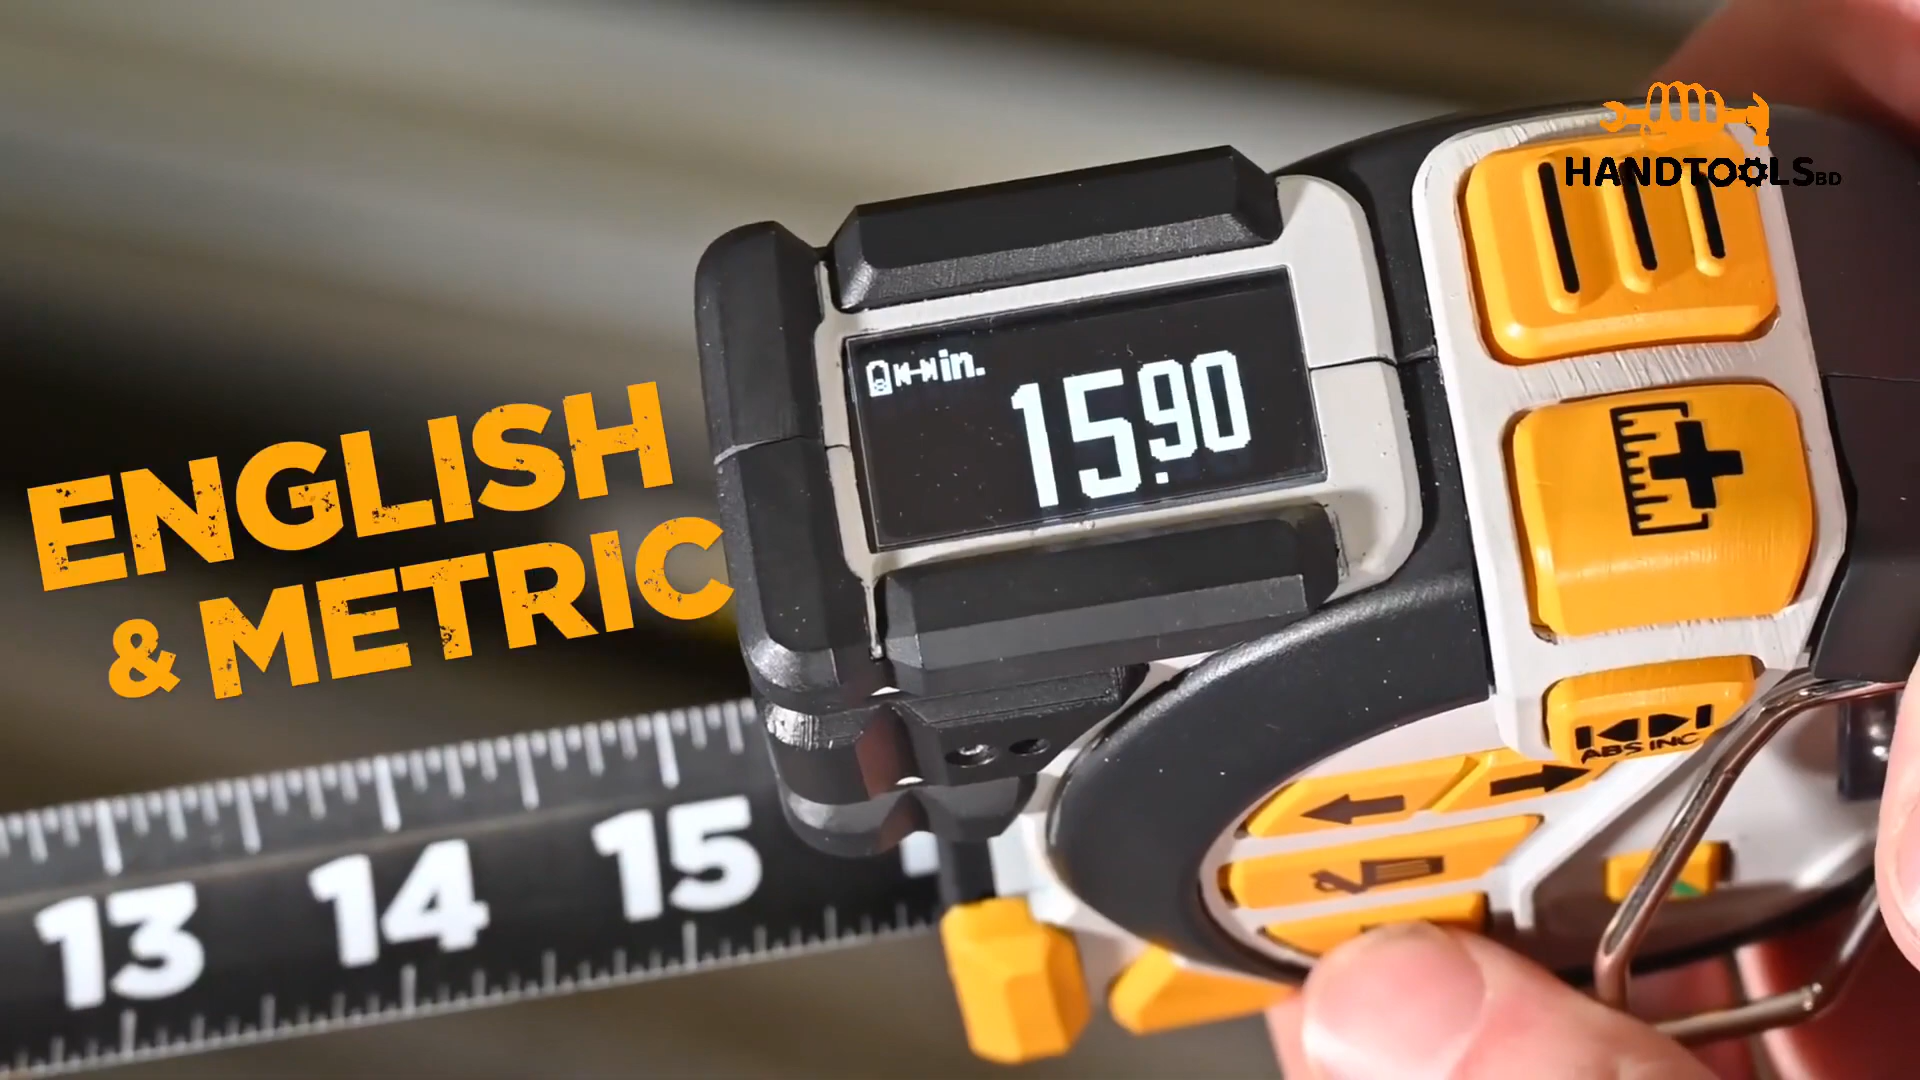 HANDTOOLSBD
in.
15.90
ENGLISH
& METRIC
ABS INC
13 14 15